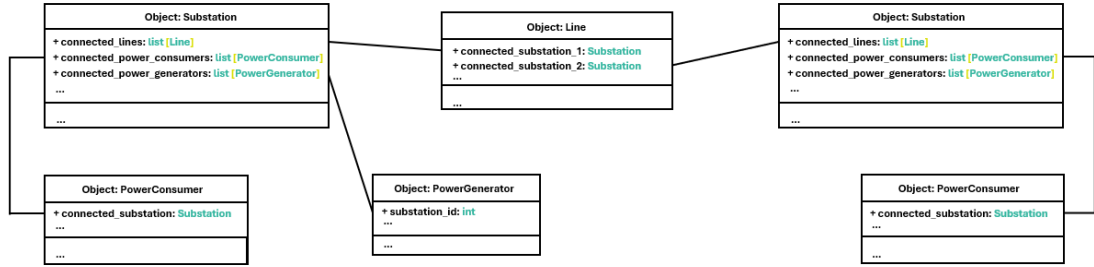 Object: Substation
+ connected_lines: list [Line]
+ connected_power_consumers: list [PowerConsumer]
+ connected_power_generators: list [PowerGenerator]
...
...
Object: Line
+ connected_substation_1: Substation
+ connected_substation_2: Substation
...
...
Object: Substation
+ connected_lines: list [Line]
+ connected_power_consumers: list [PowerConsumer]
+ connected_power_generators: list [PowerGenerator]
...
...
Object: PowerConsumer
+ connected_substation: Substation
...
...
Object: PowerGenerator
+ substation_id: int
...
...
Object: PowerConsumer
+ connected_substation: Substation
...
...